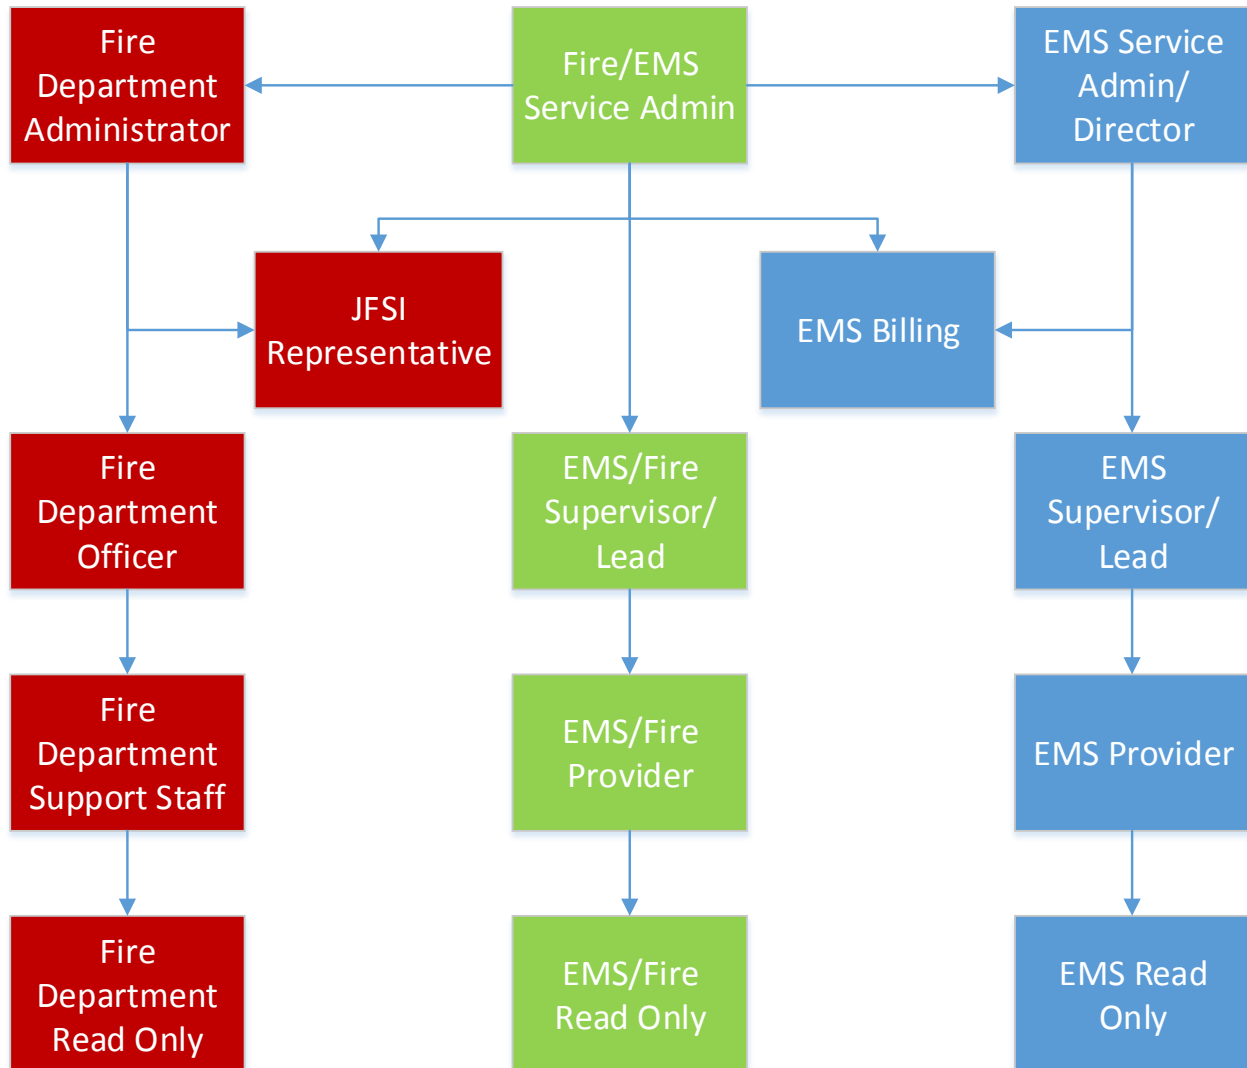 Fire
Department
Administrator
Fire/EMS
Service Admin
EMS Service
Admin/
Director
JFSI
Representative
EMS Billing
Fire
Department
Officer
EMS/Fire
Supervisor/
Lead
EMS
Supervisor/
Lead
Fire
Department
Support Staff
EMS/Fire
Provider
EMS Provider
Fire
Department
Read Only
EMS/Fire
Read Only
EMS Read
Only